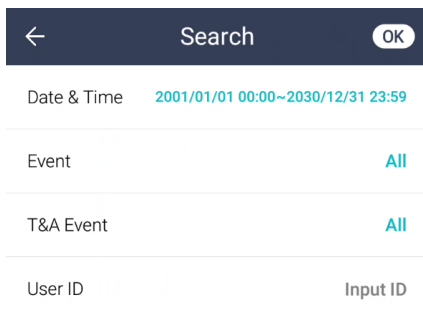 Search OK
Date & Time 2001/01/01 00:00~2030/12/31 23:59
Event All
T&A Event All
User ID Input ID